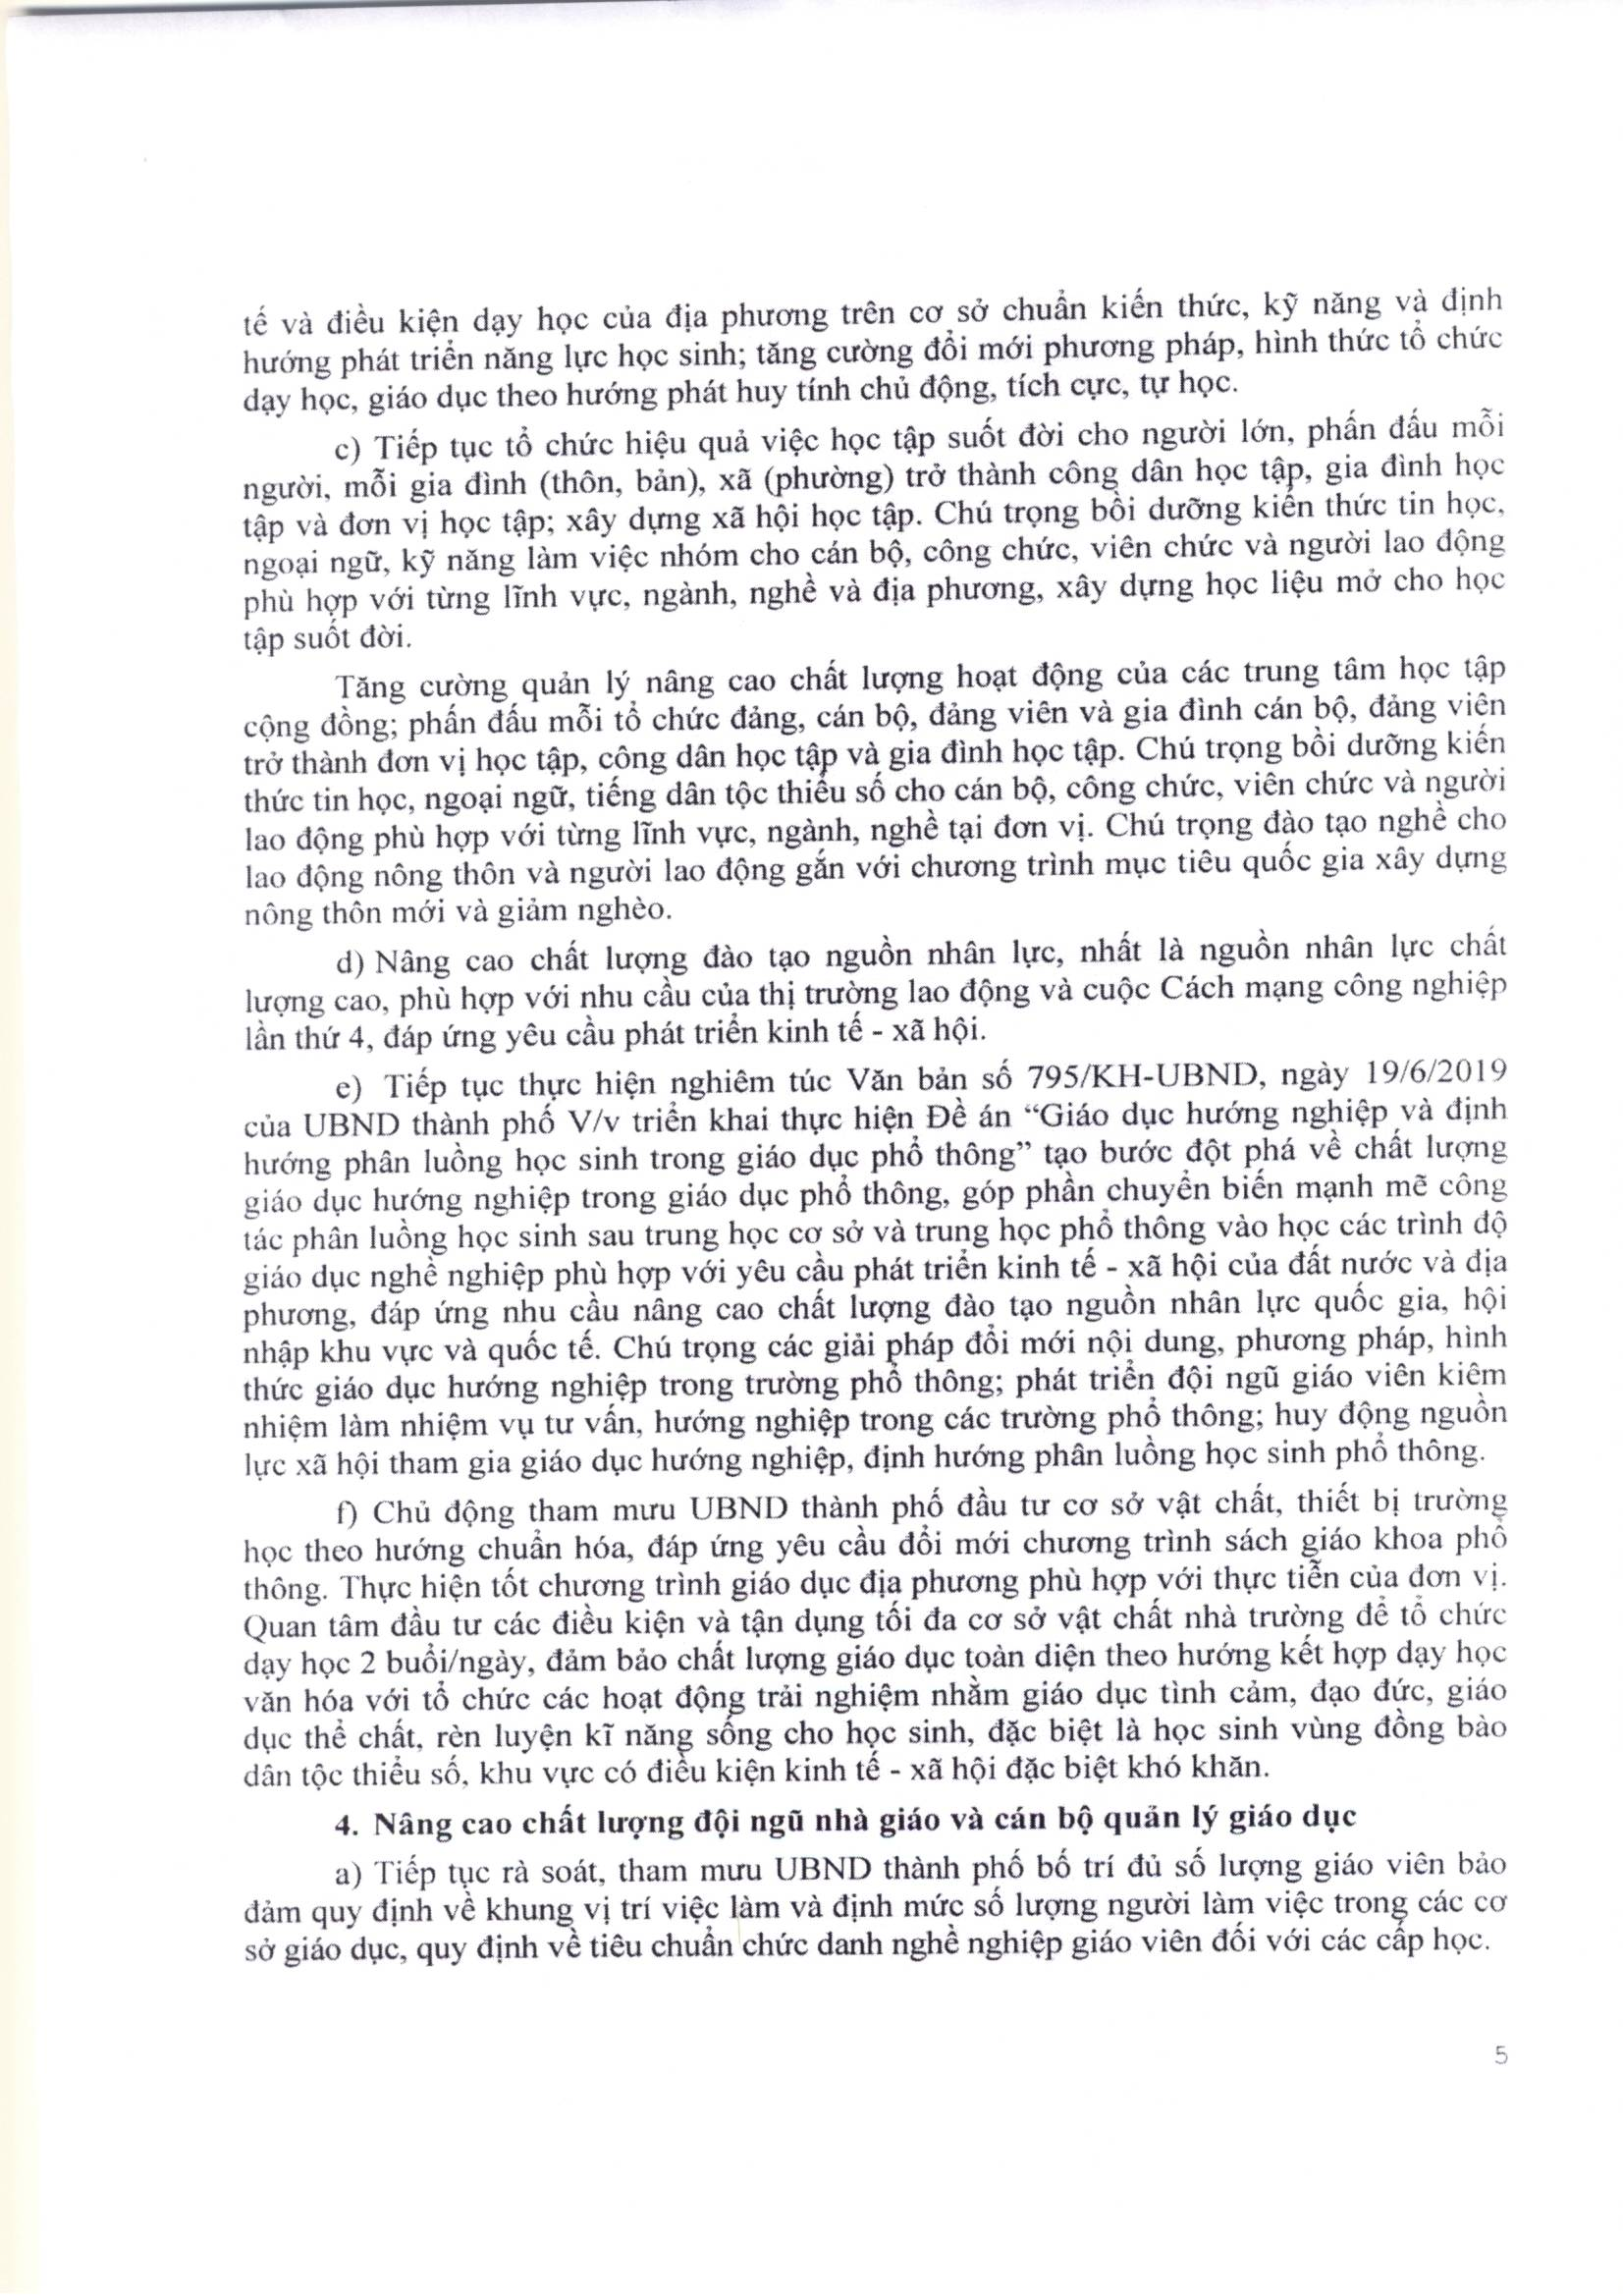 tế và điều kiện dạy học của địa phương trên cơ sở chuẩn kiến thức, kỹ năng và định
hướng phát triển năng lực học sinh; tăng cường đổi mới phương pháp, hình thức tổ chức
dạy học, giáo dục theo hướng phát huy tính chủ động, tích cực, tự học.
c) Tiếp tục tổ chức hiệu quả việc học tập suốt đời cho người lớn, phấn đấu mỗi
người, mỗi gia đình (thôn, bản), xã (phường) trở thành công dân học tập, gia đình học
tập và đơn vị học tập; xây dựng xã hội học tập. Chú trọng bồi dưỡng kiến thức tin học,
ngoại ngữ, kỹ năng làm việc nhóm cho cán bộ, công chức, viên chức và người lao động
phù hợp với từng lĩnh vực, ngành, nghề và địa phương, xây dựng học liệu mở cho học
tập suốt đời.
Tăng cường quản lý nâng cao chất lượng hoạt động của các trung tâm học tập
cộng đồng; phấn đấu mỗi tổ chức đảng, cán bộ, đảng viên và gia đình cán bộ, đảng viên
trở thành đơn vị học tập, công dân học tập và gia đình học tập. Chú trọng bồi dưỡng kiến
thức tin học, ngoại ngữ, tiếng dân tộc thiểu số cho cán bộ, công chức, viên chức và người
lao động phù hợp với từng lĩnh vực, ngành, nghề tại đơn vị. Chú trọng đào tạo nghề cho
lao động nông thôn và người lao động gắn với chương trình mục tiêu quốc gia xây dựng
nông thôn mới và giảm nghèo.
d) Nâng cao chất lượng đào tạo nguồn nhân lực, nhất là nguồn nhân lực chất
lượng cao, phù hợp với nhu cầu của thị trường lao động và cuộc Cách mạng công nghiệp
lần thứ 4, đáp ứng yêu cầu phát triển kinh tế - xã hội.
e) Tiếp tục thực hiện nghiêm túc Văn bản số 795/KH-UBND, ngày 19/6/2019
của UBND thành phố V/v triển khai thực hiện Đề án “Giáo dục hướng nghiệp và định
hướng phân luồng học sinh trong giáo dục phổ thông” tạo bước đột phá về chất lượng
giáo dục hướng nghiệp trong giáo dục phổ thông, góp phần chuyển biến mạnh mẽ công
tác phân luồng học sinh sau trung học cơ sở và trung học phổ thông vào học các trình độ
giáo dục nghề nghiệp phù hợp với yêu cầu phát triển kinh tế - xã hội của đất nước và địa
phương, đáp ứng nhu cầu nâng cao chất lượng đào tạo nguồn nhân lực quốc gia, hội
nhập khu vực và quốc tế. Chú trọng các giải pháp đổi mới nội dung, phương pháp, hình
thức giáo dục hướng nghiệp trong trường phổ thông; phát triển đội ngũ giáo viên kiêm
nhiệm làm nhiệm vụ tư vấn, hướng nghiệp trong các trường phổ thông; huy động nguồn
lực xã hội tham gia giáo dục hướng nghiệp, định hướng phân luồng học sinh phổ thông.
f) Chủ động tham mưu UBND thành phố đầu tư cơ sở vật chất, thiết bị trường
học theo hướng chuẩn hóa, đáp ứng yêu cầu đổi mới chương trình sách giáo khoa phổ
thông. Thực hiện tốt chương trình giáo dục địa phương phù hợp với thực tiễn của đơn vị.
Quan tâm đầu tư các điều kiện và tận dụng tối đa cơ sở vật chất nhà trường để tổ chức
dạy học 2 buổi/ngày, đảm bảo chất lượng giáo dục toàn diện theo hướng kết hợp dạy học
văn hóa với tổ chức các hoạt động trải nghiệm nhằm giáo dục tình cảm, đạo đức, giáo
dục thể chất, rèn luyện kĩ năng sống cho học sinh, đặc biệt là học sinh vùng đồng bào
dân tộc thiểu số, khu vực có điều kiện kinh tế - xã hội đặc biệt khó khăn.
4. Nâng cao chất lượng đội ngũ nhà giáo và cán bộ quản lý giáo dục
a) Tiếp tục rà soát, tham mưu UBND thành phố bố trí đủ số lượng giáo viên bảo
đảm quy định về khung vị trí việc làm và định mức số lượng người làm việc trong các cơ
sở giáo dục, quy định về tiêu chuẩn chức danh nghề nghiệp giáo viên đối với các cấp học.
5